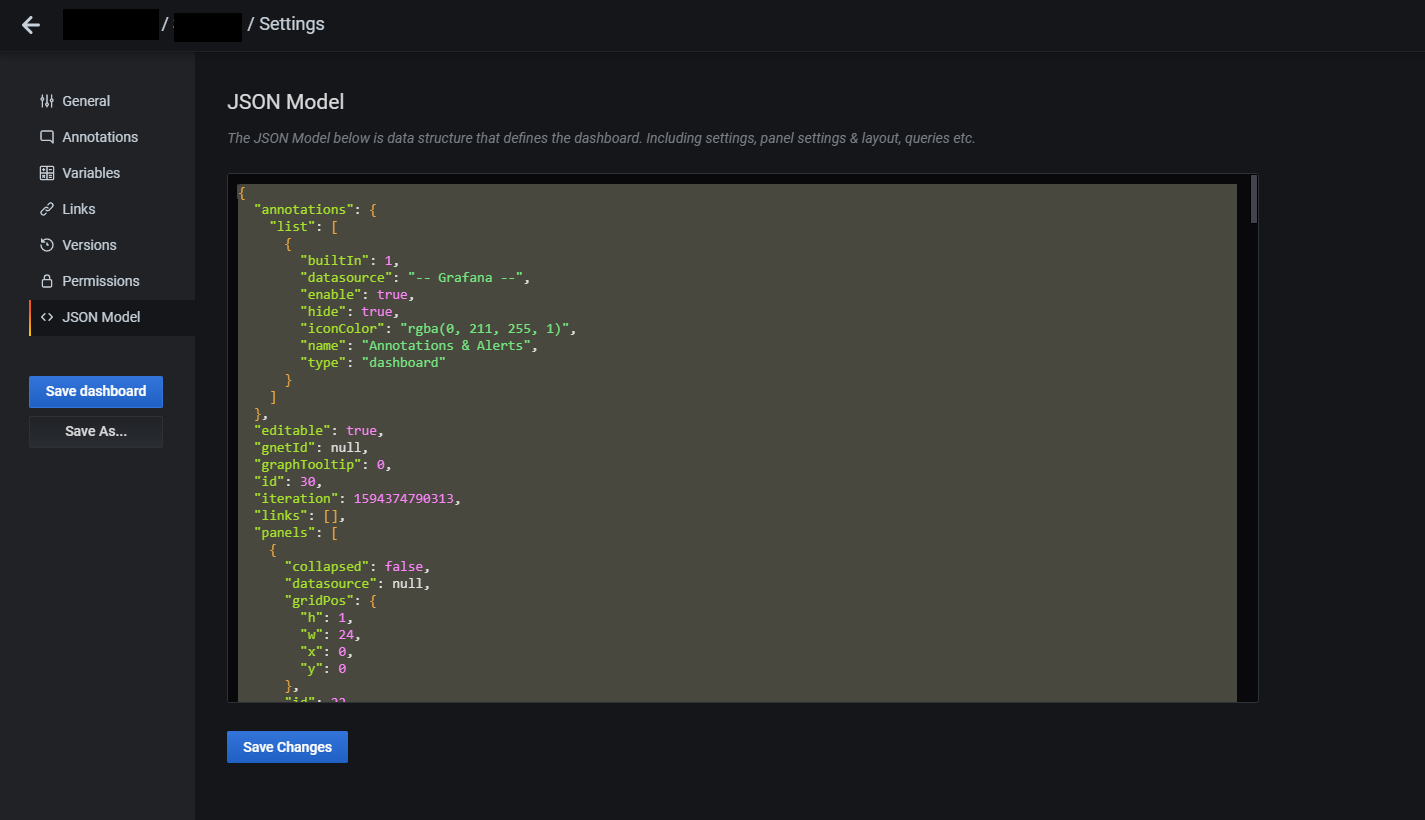 / / Settings
General
Annotations
Variables
Links
Versions
Permissions
JSON Model
Save dashboard
Save As...
JSON Model
The JSON Model below is data structure that defines the dashboard. Including settings, panel settings & layout, queries etc.
{
"annotations": {
"list": [
{
"builtIn": 1,
"datasource": "-- Grafana --",
"enable": true,
"hide": true,
"iconColor": "rgba(0, 211, 255, 1)",
"name": "Annotations & Alerts",
"type": "dashboard"
}
]
},
"editable": true,
"gnetId": null,
"graphTooltip": 0,
"id": 30,
"iteration": 1594374790313,
"links": [],
"panels": [
{
"collapsed": false,
"datasource": null,
"gridPos": {
"h": 1,
"w": 24,
"x": 0,
"y": 0
},
"id":
Save Changes